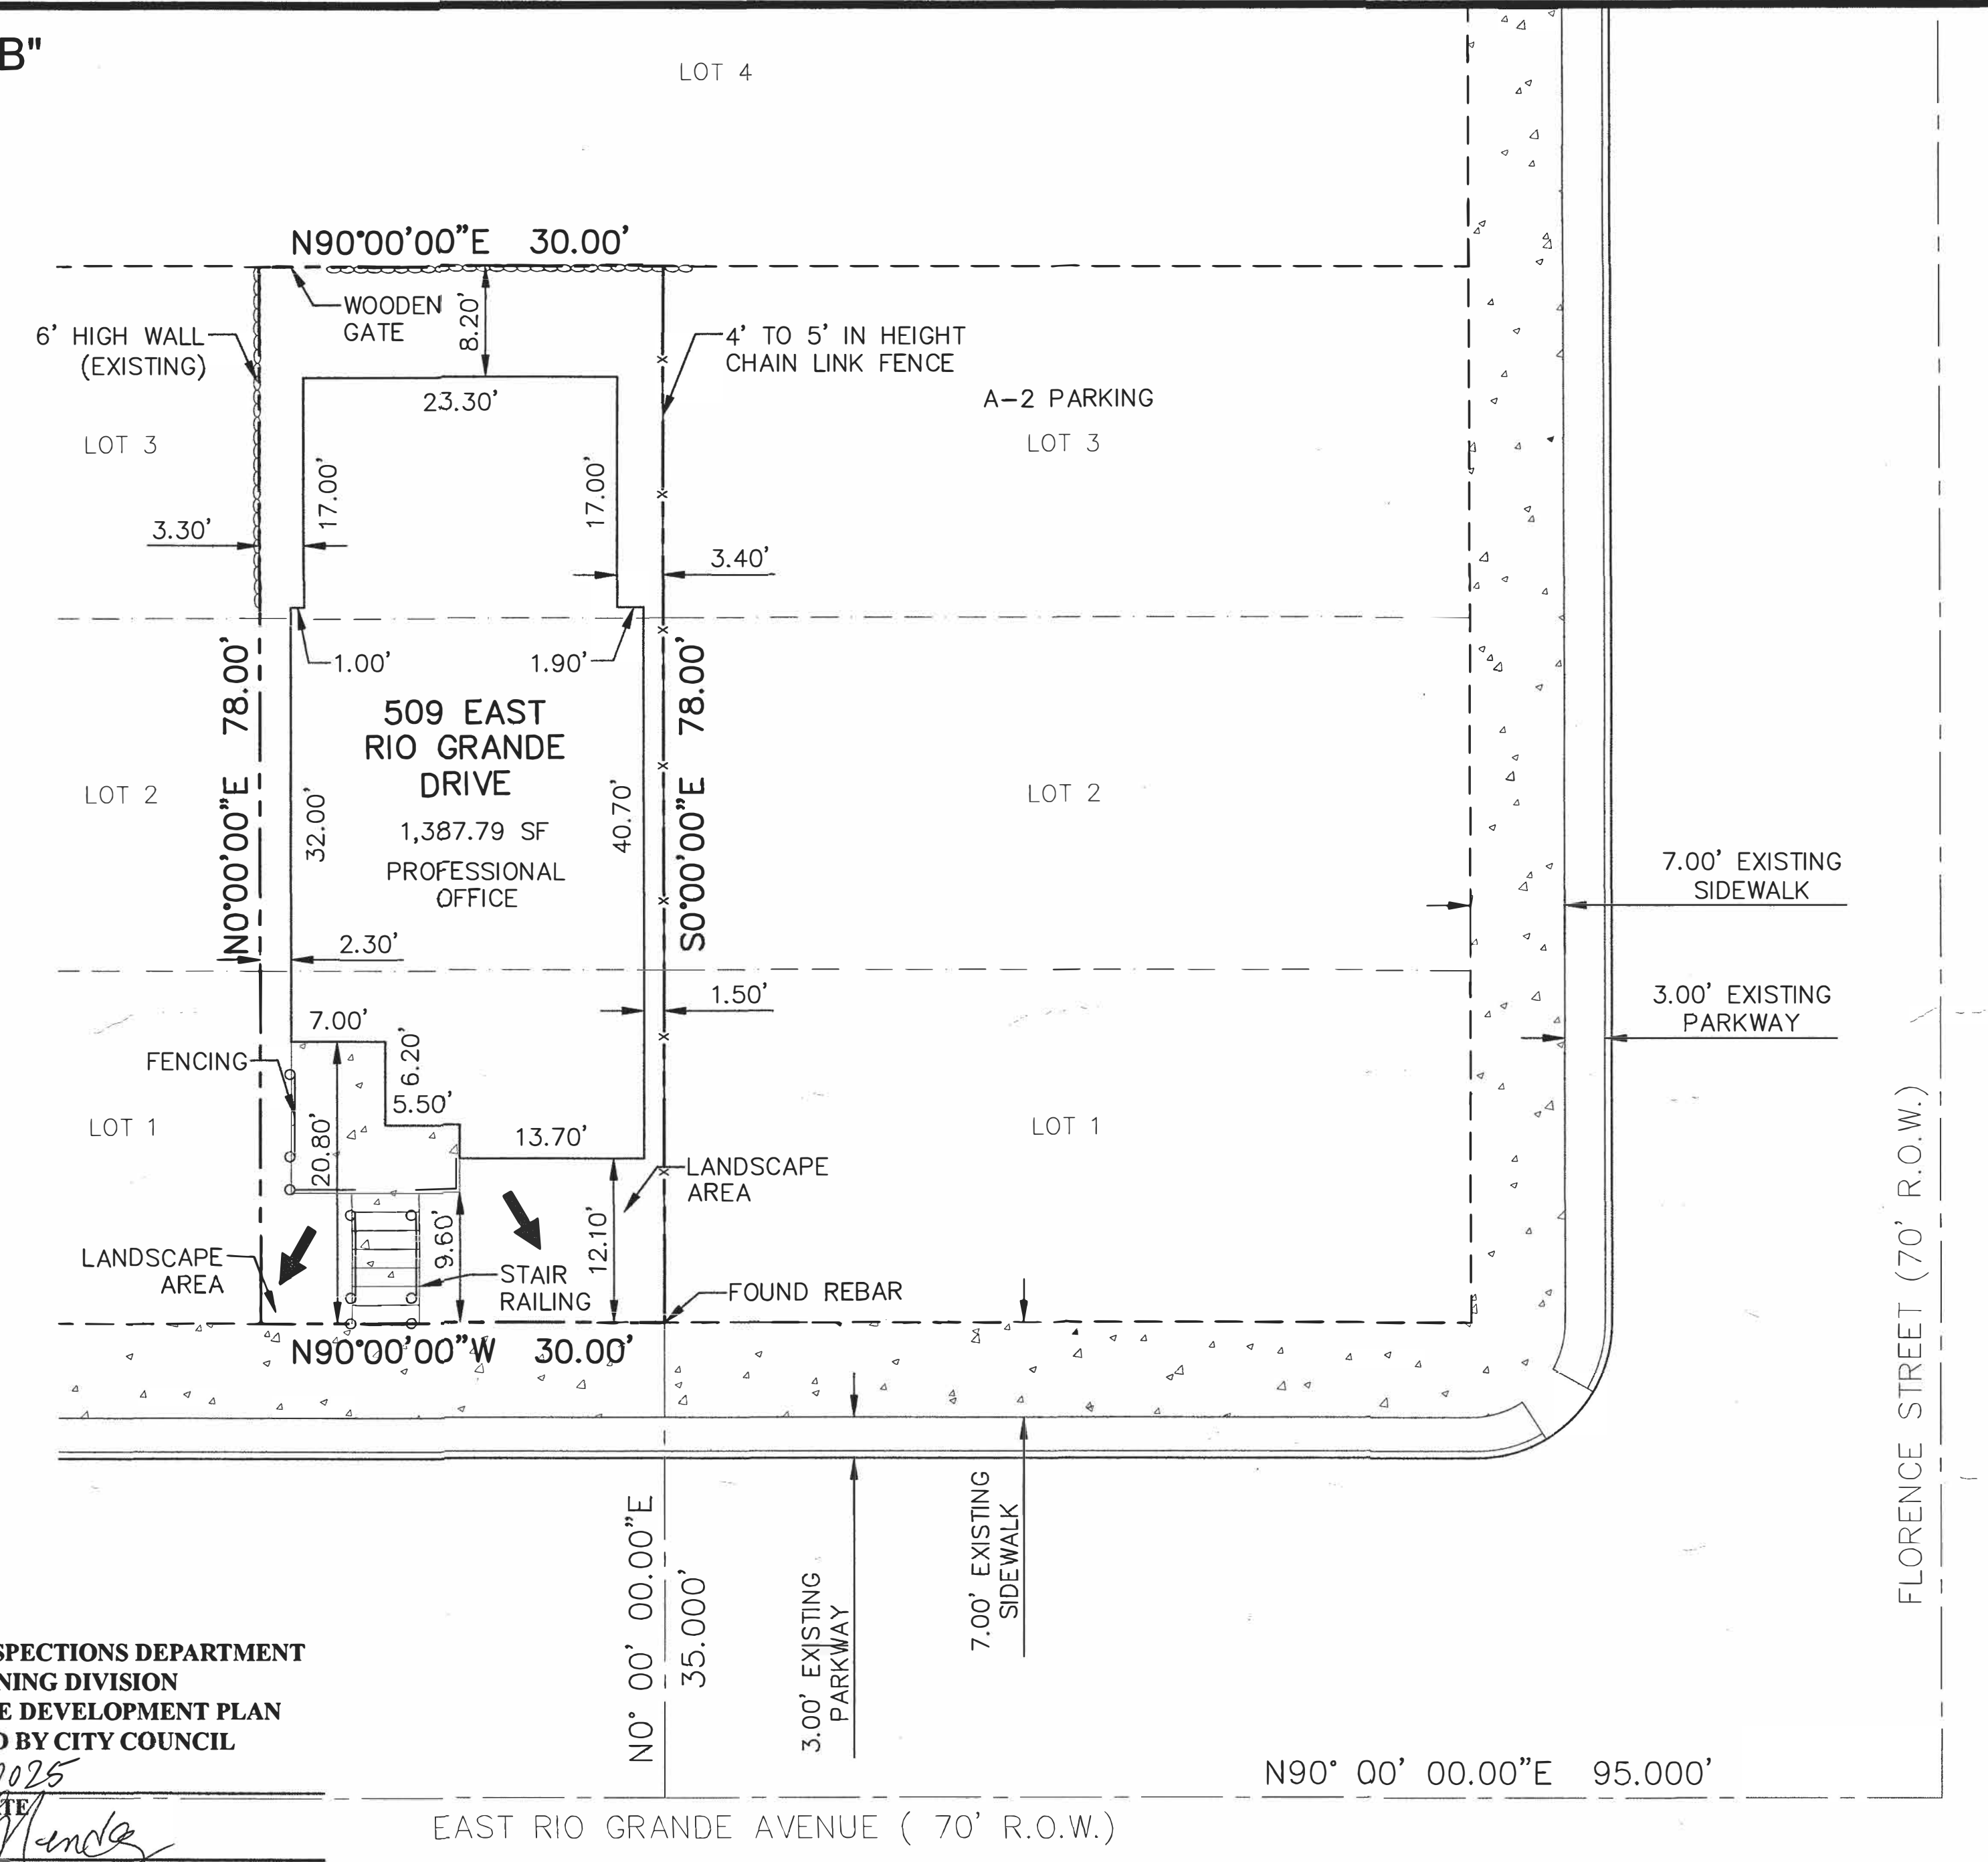 B"
LOT 4
N90°00'00"E 30.00'
WOODEN
GATE
8.20'
6' HIGH WALL
(EXISTING)
4' TO 5' IN HEIGHT
CHAIN LINK FENCE
23.30'
A-2 PARKING
LOT 3
LOT 3
17.00'
17.00'
3.30'
3.40'
1.00'
1.90'
N0°00'00"E 78.00'
S0°00'00"E 78.00'
509 EAST
RIO GRANDE
DRIVE
1,387.79 SF
PROFESSIONAL
OFFICE
32.00'
40.70'
LOT 2
LOT 2
7.00' EXISTING
SIDEWALK
2.30'
1.50'
3.00' EXISTING
PARKWAY
7.00'
6.20'
FENCING
5.50'
20.80'
13.70'
LOT 1
LOT 1
LANDSCAPE
AREA
9.60'
12.10'
LANDSCAPE
AREA
STAIR
RAILING
FOUND REBAR
N90°00'00"W 30.00'
FLORENCE STREET (70' R.O.W.)
N0° 00' 00.00"E
35.000'
3.00' EXISTING
PARKWAY
7.00' EXISTING
SIDEWALK
SPECTIONS DEPARTMENT
NING DIVISION
E DEVELOPMENT PLAN
D BY CITY COUNCIL
2025
TE
N90° 00' 00.00"E 95.000'
EAST RIO GRANDE AVENUE ( 70' R.O.W.)